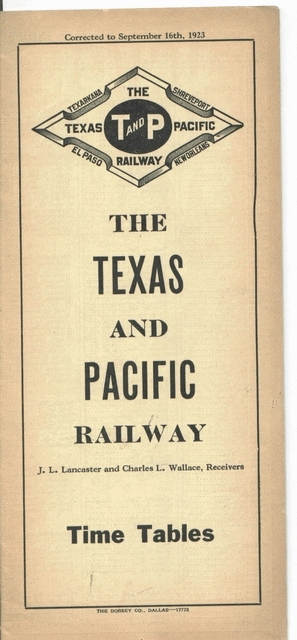 Corrected to September 16th, 1923
THE
TEXARKANA
SHREVEPORT
TEXAS
T AND P
PACIFIC
EL PASO
RAILWAY
NEW ORLEANS
THE
TEXAS
AND
PACIFIC
RAILWAY
J. L. Lancaster and Charles L. Wallace, Receivers
Time Tables
THE DORSEY CO., DALLAS—17778